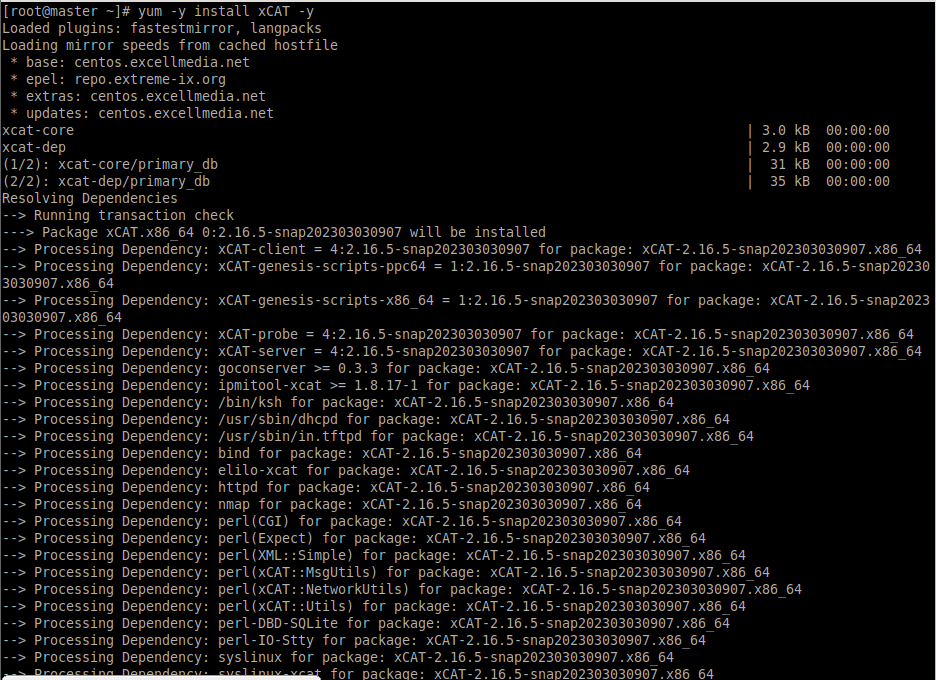 [root@master ~]# yum -y install xCAT -y
Loaded plugins: fastestmirror, langpacks
Loading mirror speeds from cached hostfile
 * base: centos.excellmedia.net
 * epel: repo.extreme-ix.org
 * extras: centos.excellmedia.net
 * updates: centos.excellmedia.net
xcat-core | 3.0 kB 00:00:00
xcat-dep | 2.9 kB 00:00:00
(1/2): xcat-core/primary_db | 31 kB 00:00:00
(2/2): xcat-dep/primary_db | 35 kB 00:00:00
Resolving Dependencies
--> Running transaction check
---> Package xCAT.x86_64 0:2.16.5-snap202303030907 will be installed
--> Processing Dependency: xCAT-client = 4:2.16.5-snap202303030907 for package: xCAT-2.16.5-snap202303030907.x86_64
--> Processing Dependency: xCAT-genesis-scripts-ppc64 = 1:2.16.5-snap202303030907 for package: xCAT-2.16.5-snap20230
3030907.x86_64
--> Processing Dependency: xCAT-genesis-scripts-x86_64 = 1:2.16.5-snap202303030907 for package: xCAT-2.16.5-snap2023
03030907.x86_64
--> Processing Dependency: xCAT-probe = 4:2.16.5-snap202303030907 for package: xCAT-2.16.5-snap202303030907.x86_64
--> Processing Dependency: xCAT-server = 4:2.16.5-snap202303030907 for package: xCAT-2.16.5-snap202303030907.x86_64
--> Processing Dependency: goconserver >= 0.3.3 for package: xCAT-2.16.5-snap202303030907.x86_64
--> Processing Dependency: ipmitool-xcat >= 1.8.17-1 for package: xCAT-2.16.5-snap202303030907.x86_64
--> Processing Dependency: /bin/ksh for package: xCAT-2.16.5-snap202303030907.x86_64
--> Processing Dependency: /usr/sbin/dhcpd for package: xCAT-2.16.5-snap202303030907.x86_64
--> Processing Dependency: /usr/sbin/in.tftpd for package: xCAT-2.16.5-snap202303030907.x86_64
--> Processing Dependency: bind for package: xCAT-2.16.5-snap202303030907.x86_64
--> Processing Dependency: elilo-xcat for package: xCAT-2.16.5-snap202303030907.x86_64
--> Processing Dependency: httpd for package: xCAT-2.16.5-snap202303030907.x86_64
--> Processing Dependency: nmap for package: xCAT-2.16.5-snap202303030907.x86_64
--> Processing Dependency: perl(CGI) for package: xCAT-2.16.5-snap202303030907.x86_64
--> Processing Dependency: perl(Expect) for package: xCAT-2.16.5-snap202303030907.x86_64
--> Processing Dependency: perl(XML::Simple) for package: xCAT-2.16.5-snap202303030907.x86_64
--> Processing Dependency: perl(xCAT::MsgUtils) for package: xCAT-2.16.5-snap202303030907.x86_64
--> Processing Dependency: perl(xCAT::NetworkUtils) for package: xCAT-2.16.5-snap202303030907.x86_64
--> Processing Dependency: perl(xCAT::Utils) for package: xCAT-2.16.5-snap202303030907.x86_64
--> Processing Dependency: perl-DBD-SQLite for package: xCAT-2.16.5-snap202303030907.x86_64
--> Processing Dependency: perl-IO-Stty for package: xCAT-2.16.5-snap202303030907.x86_64
--> Processing Dependency: syslinux for package: xCAT-2.16.5-snap202303030907.x86_64
--> Processing Dependency: syslinux-xcat for package: xCAT-2.16.5-snap202303030907.x86_64